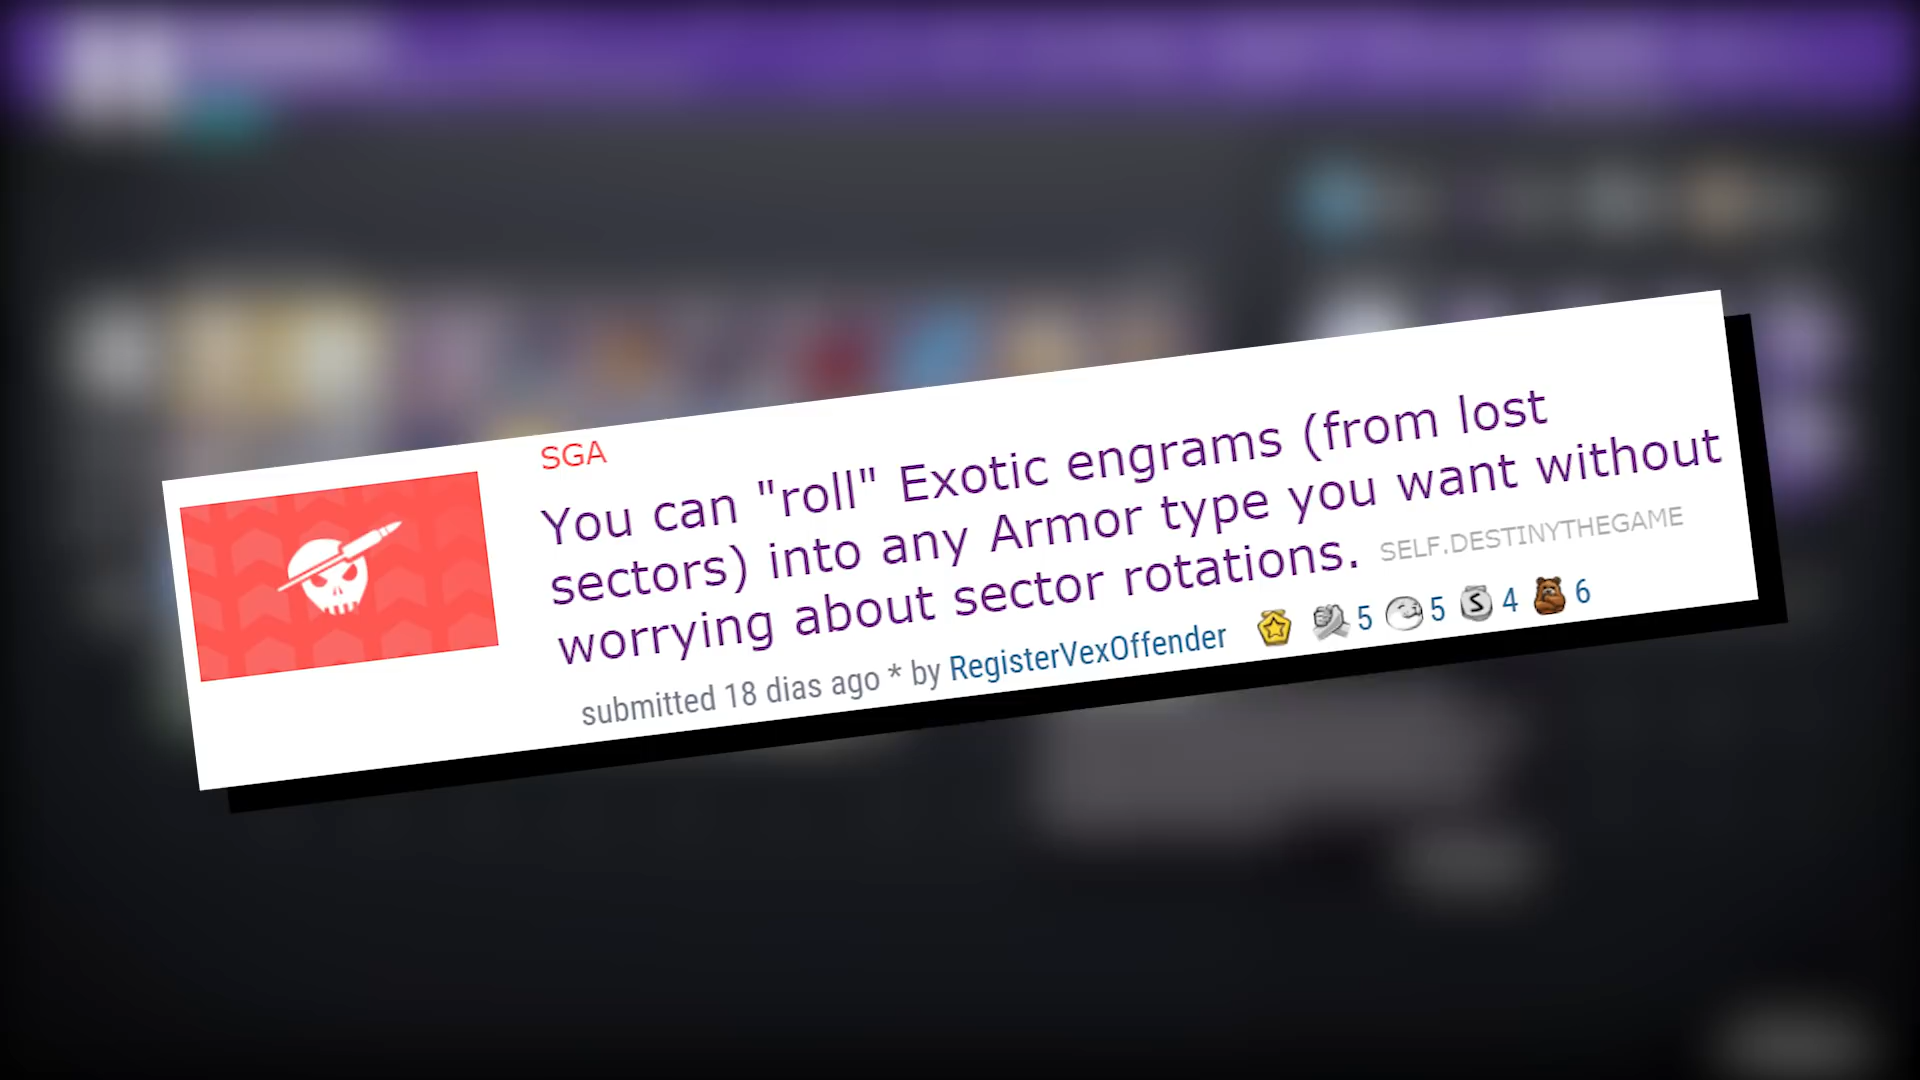 SGA
You can "roll" Exotic engrams (from lost
sectors) into any Armor type you want without
worrying about sector rotations. SELF.DESTINYTHEGAME
submitted 18 dias ago * by RegisterVexOffender 5 5 4 6